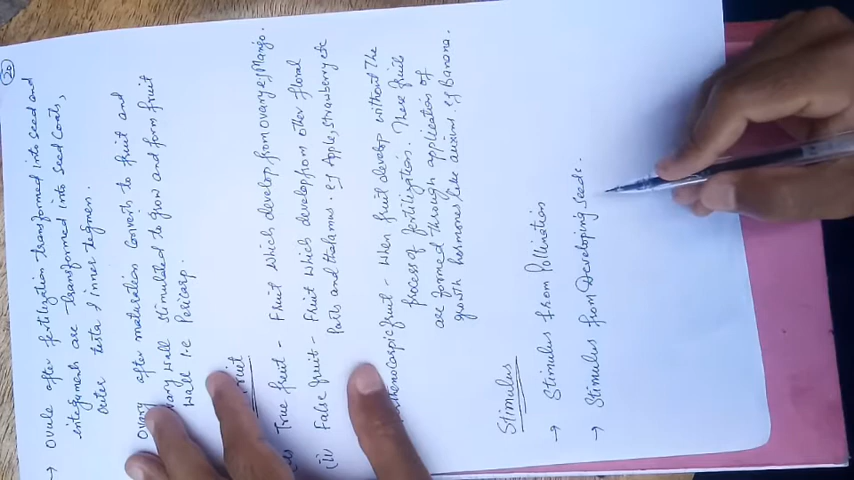 20
→ ovule after fertilization transformed into seed and
integuments are transformed into seed coats,
outer testa & inner tegmen.
→ ovary after maturation converts to fruit and
wall stimulated to grow and form fruit
wall i.e Pericarp.
True fruit - Fruit which develop from ovary eg Mango.
(ii) False fruit - Fruit which develop from other floral
parts and thalamus. eg Apple, Strawberry etc
fruit - When fruit develop without the
process of fertilization. These fruit
are formed through application of
growth hormones like auxins. eg Banana.
Stimulus
→ Stimulus from Pollination
→ Stimulus from Developing seeds.